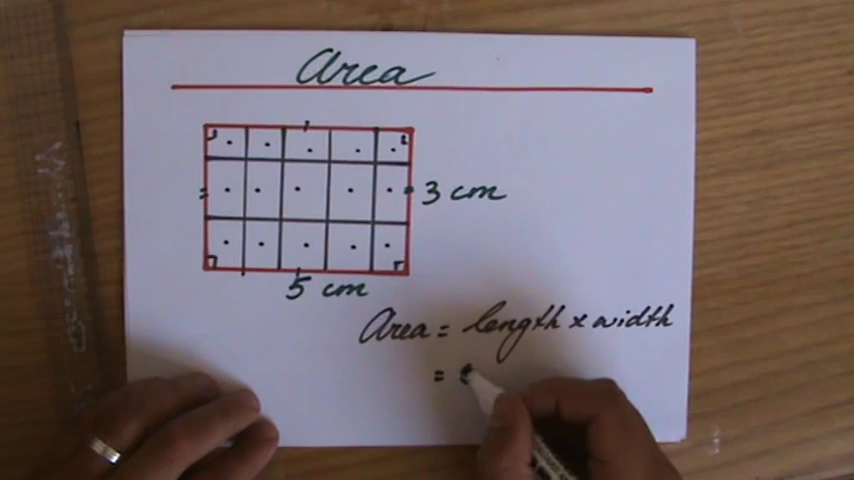 Area
3 cm
5 cm
Area = length × width
=